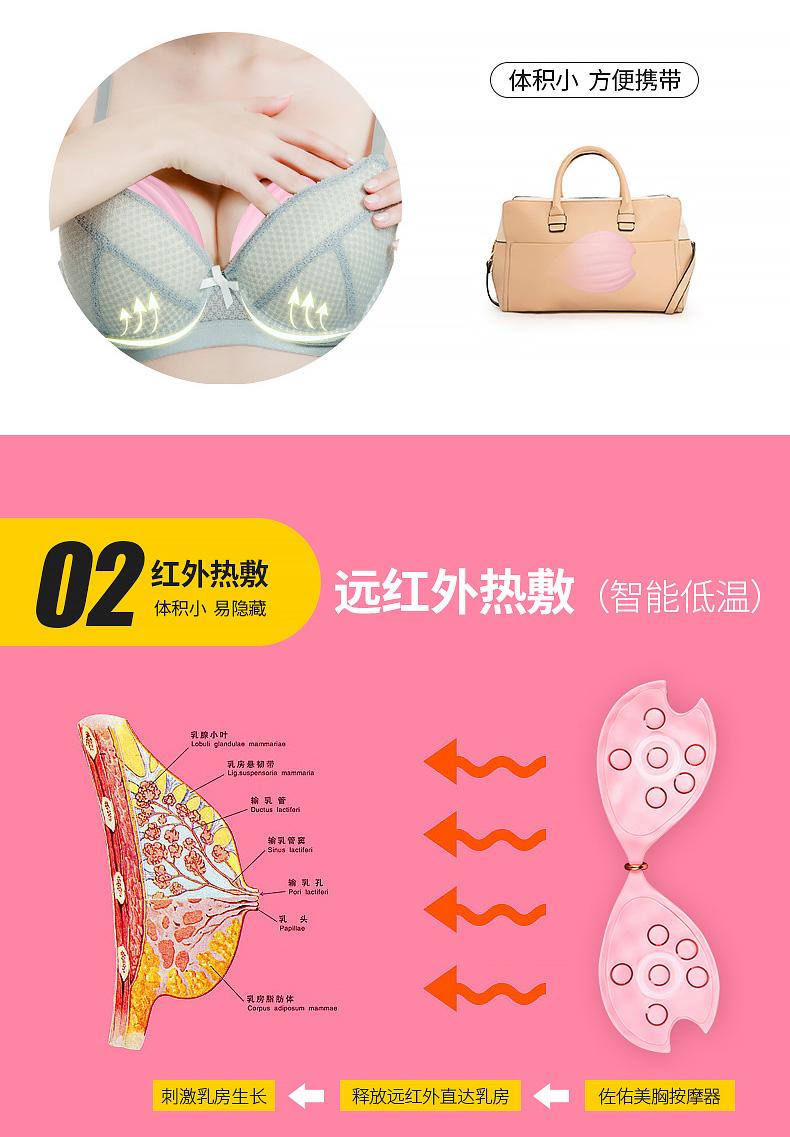 体积小 方便携带
02
红外热敷
体积小 易隐藏
远红外热敷（智能低温）
乳腺小叶
Lobuli glandulae mammariae
乳房悬韧带
Lig.suspensoria mammaria
输 乳 管
Ductus lactiferi
输乳管窦
Sinus lactiferi
输 乳 孔
Pori lactiferi
乳 头
Papillae
乳房脂肪体
Corpus adiposum mammae
刺激乳房生长
释放远红外直达乳房
佐佑美胸按摩器